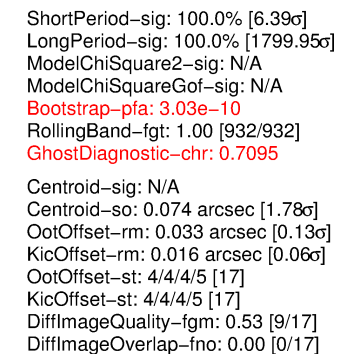 ShortPeriod−sig: 100.0% [6.39σ]
LongPeriod−sig: 100.0% [1799.95σ]
ModelChiSquare2−sig: N/A
ModelChiSquareGof−sig: N/A
Bootstrap−pfa: 3.03e−10
RollingBand−fgt: 1.00 [932/932]
GhostDiagnostic−chr: 0.7095
Centroid−sig: N/A
Centroid−so: 0.074 arcsec [1.78σ]
OotOffset−rm: 0.033 arcsec [0.13σ]
KicOffset−rm: 0.016 arcsec [0.06σ]
OotOffset−st: 4/4/4/5 [17]
KicOffset−st: 4/4/4/5 [17]
DiffImageQuality−fgm: 0.53 [9/17]
DiffImageOverlap−fno: 0.00 [0/17]